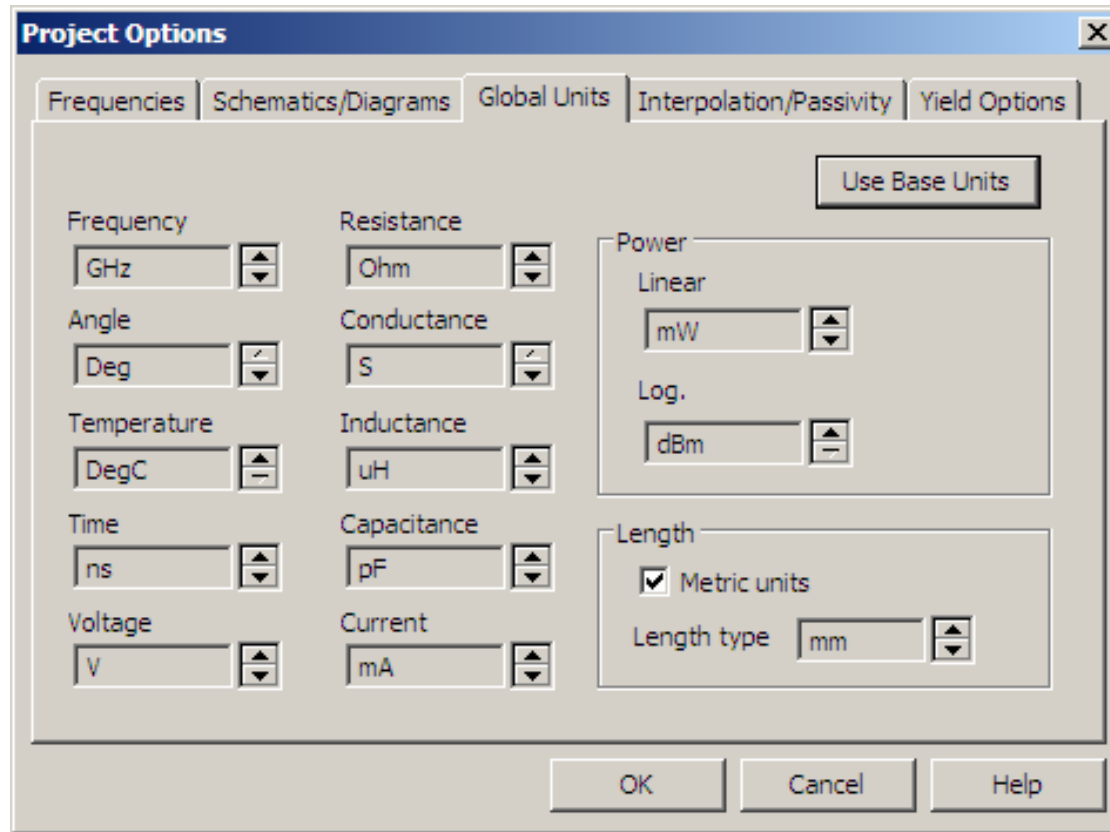 Project Options
Frequencies Schematics/Diagrams Global Units Interpolation/Passivity Yield Options
Use Base Units
Frequency
GHz
Angle
Deg
Temperature
DegC
Time
ns
Voltage
V
Resistance
Ohm
Conductance
S
Inductance
uH
Capacitance
pF
Current
mA
Power
Linear
mW
Log.
dBm
Length
Metric units
Length type mm
OK Cancel Help